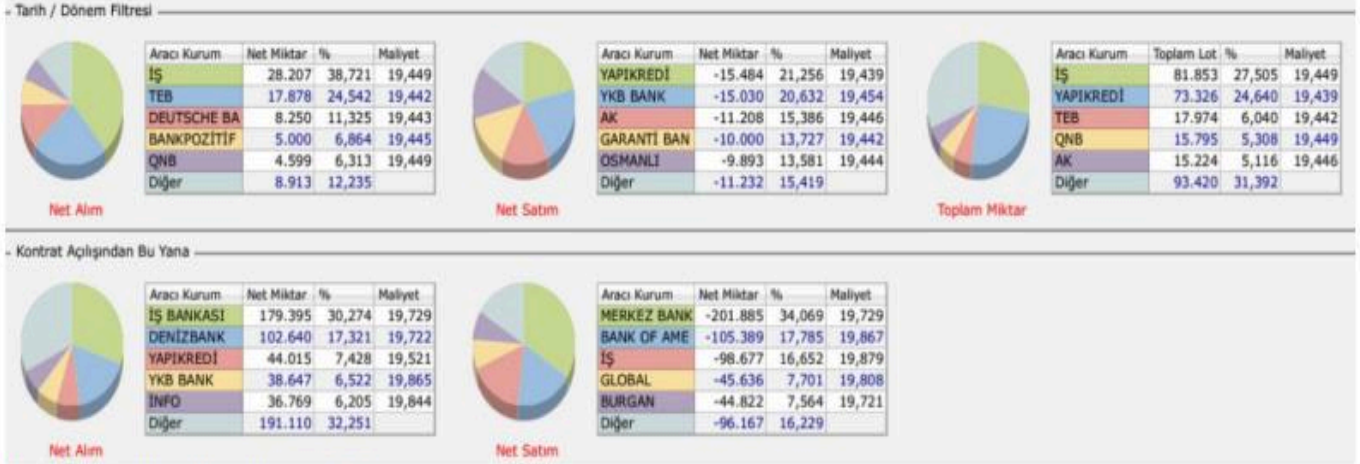 Tarih / Dönem Filtresi
Aracı Kurum Net Miktar % Maliyet
İŞ 28.207 38,721 19,449
TEB 17.878 24,542 19,442
DEUTSCHE BA 8.250 11,325 19,443
BANKPOZİTİF 5.000 6,864 19,445
QNB 4.599 6,313 19,449
Diğer 8.913 12,235
Net Alım
Aracı Kurum Net Miktar % Maliyet
YAPIKREDİ -15.484 21,256 19,439
YKB BANK -15.030 20,632 19,454
AK -11.208 15,386 19,446
GARANTİ BAN -10.000 13,727 19,442
OSMANLI -9.893 13,581 19,444
Diğer -11.232 15,419
Net Satım
Aracı Kurum Toplam Lot % Maliyet
İŞ 81.853 27,505 19,449
YAPIKREDİ 73.326 24,640 19,439
TEB 17.974 6,040 19,442
QNB 15.795 5,308 19,449
AK 15.224 5,116 19,446
Diğer 93.420 31,392
Toplam Miktar
Kontrat Açılışından Bu Yana
Aracı Kurum Net Miktar % Maliyet
İŞ BANKASI 179.395 30,274 19,729
DENİZBANK 102.640 17,321 19,722
YAPIKREDİ 44.015 7,428 19,521
YKB BANK 38.647 6,522 19,865
INFO 36.769 6,205 19,844
Diğer 191.110 32,251
Net Alım
Aracı Kurum Net Miktar % Maliyet
MERKEZ BANK -201.885 34,069 19,729
BANK OF AME -105.389 17,785 19,867
İŞ -98.677 16,652 19,879
GLOBAL -45.636 7,701 19,808
BURGAN -44.822 7,564 19,721
Diğer -96.167 16,229
Net Satım